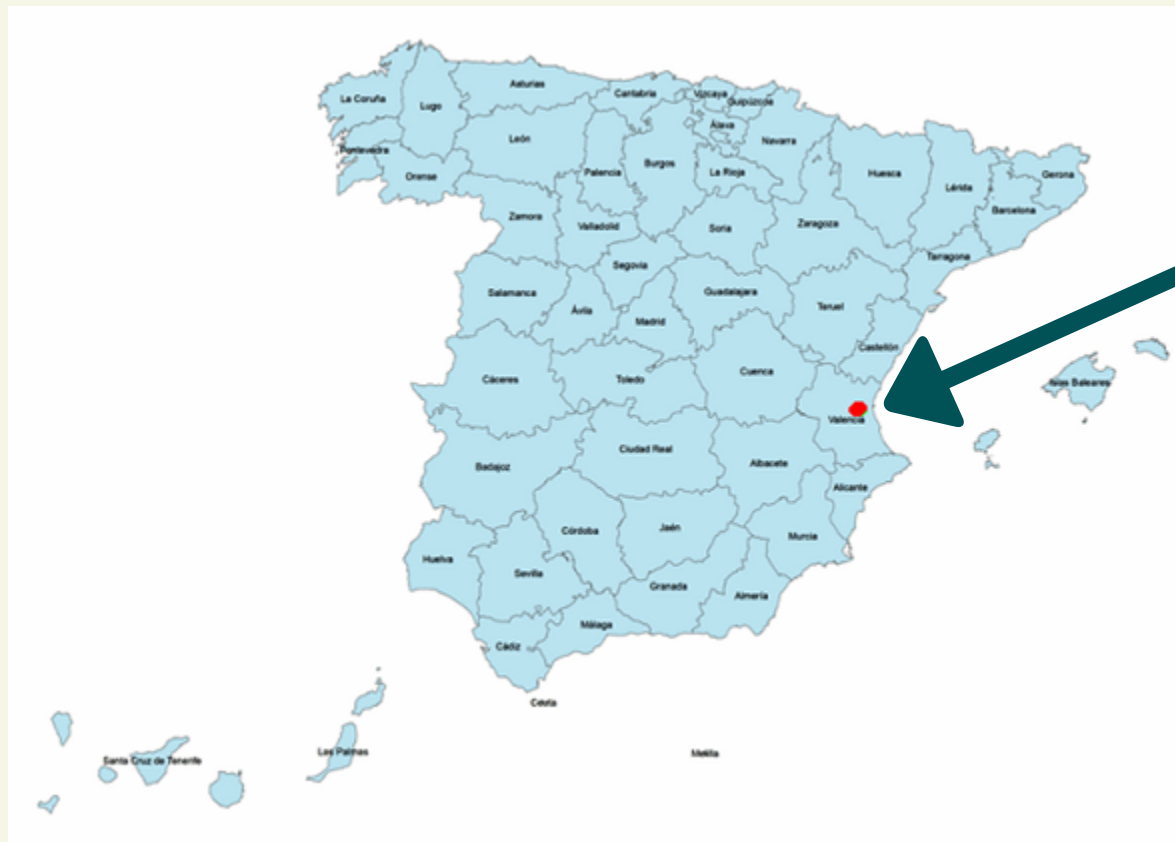 Asturias
Cantabria
Vizcaya
Guipúzcoa
La Coruña
Lugo
Álava
León
Navarra
Pontevedra
Burgos
Palencia
La Rioja
Huesca
Gerona
Orense
Lérida
Barcelona
Zamora
Valladolid
Soria
Zaragoza
Segovia
Tarragona
Salamanca
Guadalajara
Ávila
Teruel
Madrid
Castellón
Cuenca
Cáceres
Toledo
Islas Baleares
Valencia
Ciudad Real
Badajoz
Albacete
Alicante
Córdoba
Jaén
Murcia
Huelva
Sevilla
Granada
Almería
Málaga
Cádiz
Ceuta
Las Palmas
Melilla
Santa Cruz de Tenerife